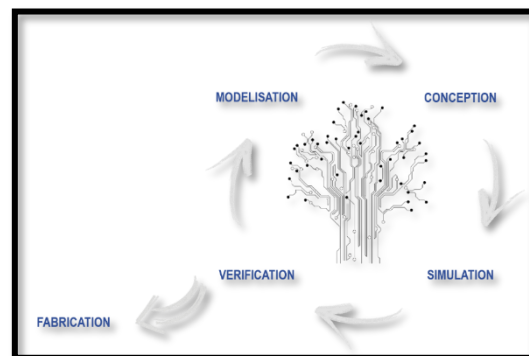 MODELISATION
CONCEPTION
VERIFICATION
SIMULATION
FABRICATION